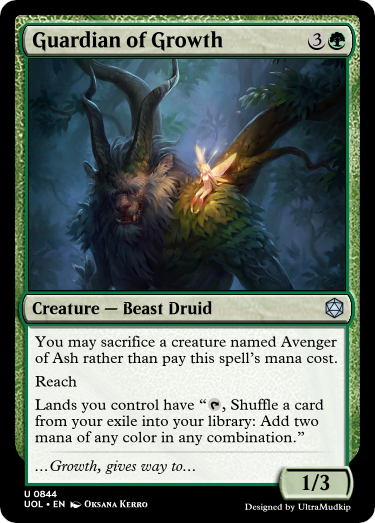 Guardian of Growth 3
Creature — Beast Druid
You may sacrifice a creature named Avenger
of Ash rather than pay this spell's mana cost.
Reach
Lands you control have “, Shuffle a card
from your exile into your library: Add two
mana of any color in any combination.”
...Growth, gives way to...
1/3
U 0844
UOL • EN Oksana Kerro
Designed by UltraMudkip